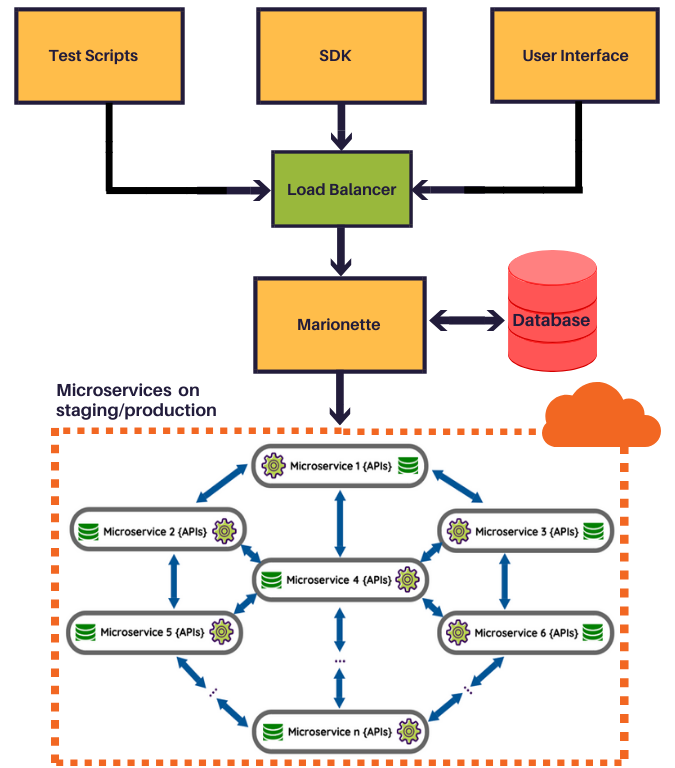 Test Scripts
SDK
User Interface
Load Balancer
Marionette
Database
Microservices on
staging/production
Microservice 1 {APIs}
Microservice 2 {APIs}
Microservice 3 {APIs}
Microservice 4 {APIs}
Microservice 5 {APIs}
Microservice 6 {APIs}
...
...
...
Microservice n {APIs}